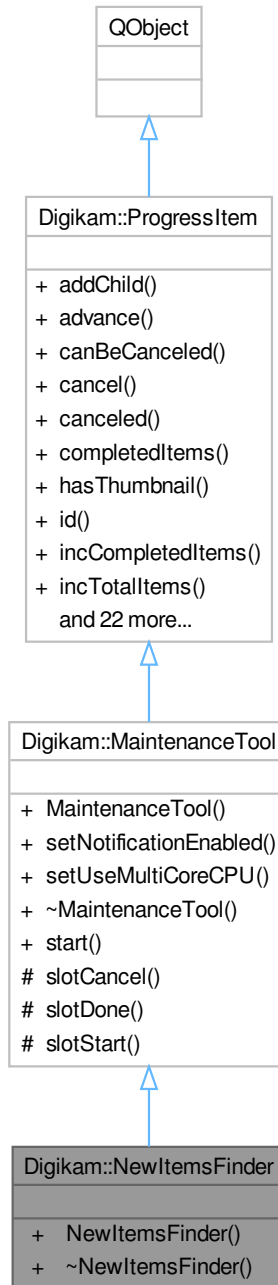 QObject
Digikam::ProgressItem
+ addChild()
+ advance()
+ canBeCanceled()
+ cancel()
+ canceled()
+ completedItems()
+ hasThumbnail()
+ id()
+ incCompletedItems()
+ incTotalItems()
and 22 more...
Digikam::MaintenanceTool
+ MaintenanceTool()
+ setNotificationEnabled()
+ setUseMultiCoreCPU()
+ ~MaintenanceTool()
+ start()
# slotCancel()
# slotDone()
# slotStart()
Digikam::NewItemsFinder
+ NewItemsFinder()
+ ~NewItemsFinder()